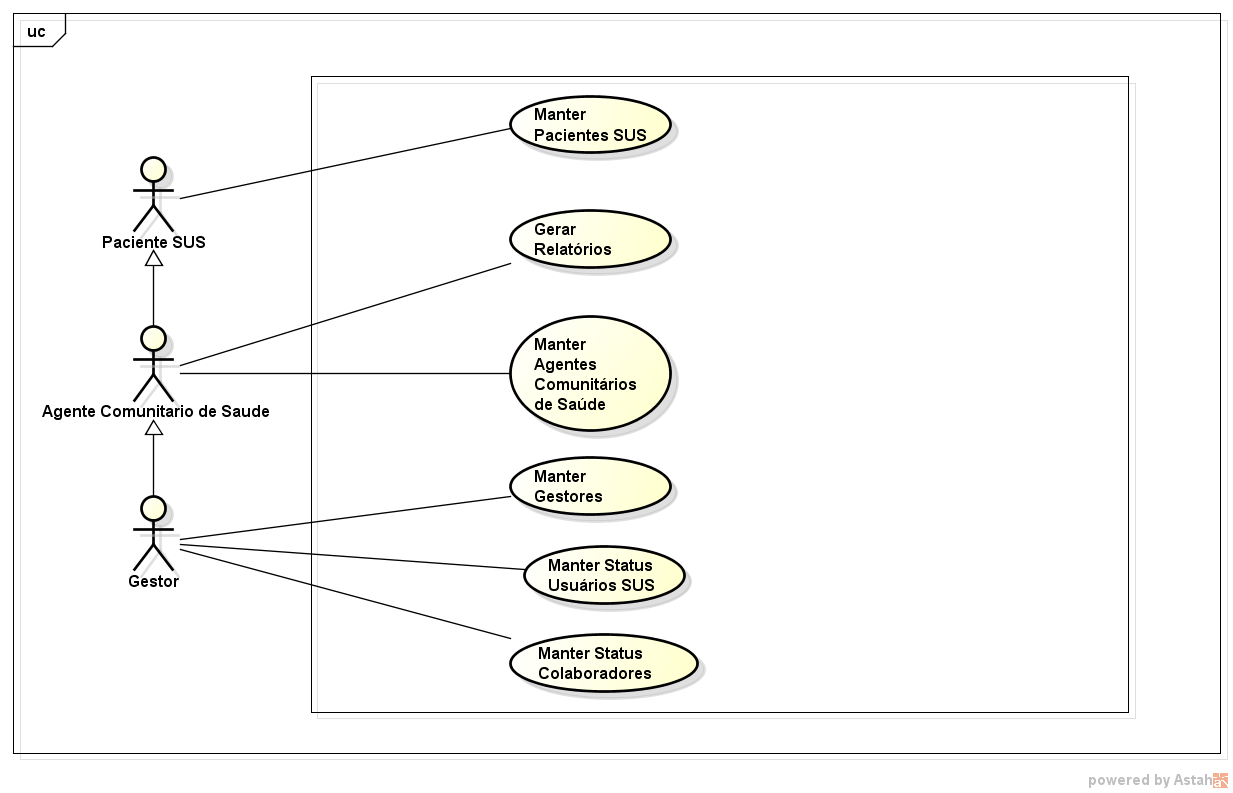 uc
Manter
Pacientes SUS
Paciente SUS
Gerar
Relatórios
Manter
Agentes
Comunitários
de Saúde
Agente Comunitario de Saude
Manter
Gestores
Gestor
Manter Status
Usuários SUS
Manter Status
Colaboradores
powered by Astah